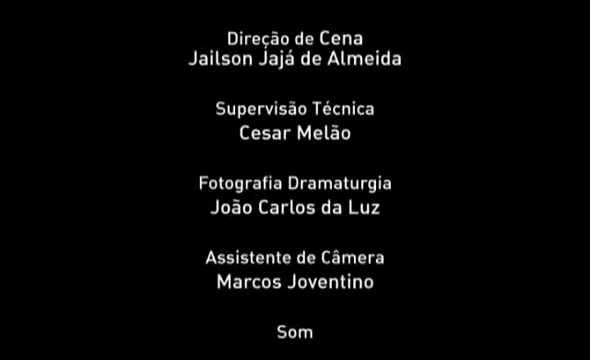 Direção de Cena
Jailson Jajá de Almeida
Supervisão Técnica
Cesar Melão
Fotografia Dramaturgia
João Carlos da Luz
Assistente de Câmera
Marcos Joventino
Som